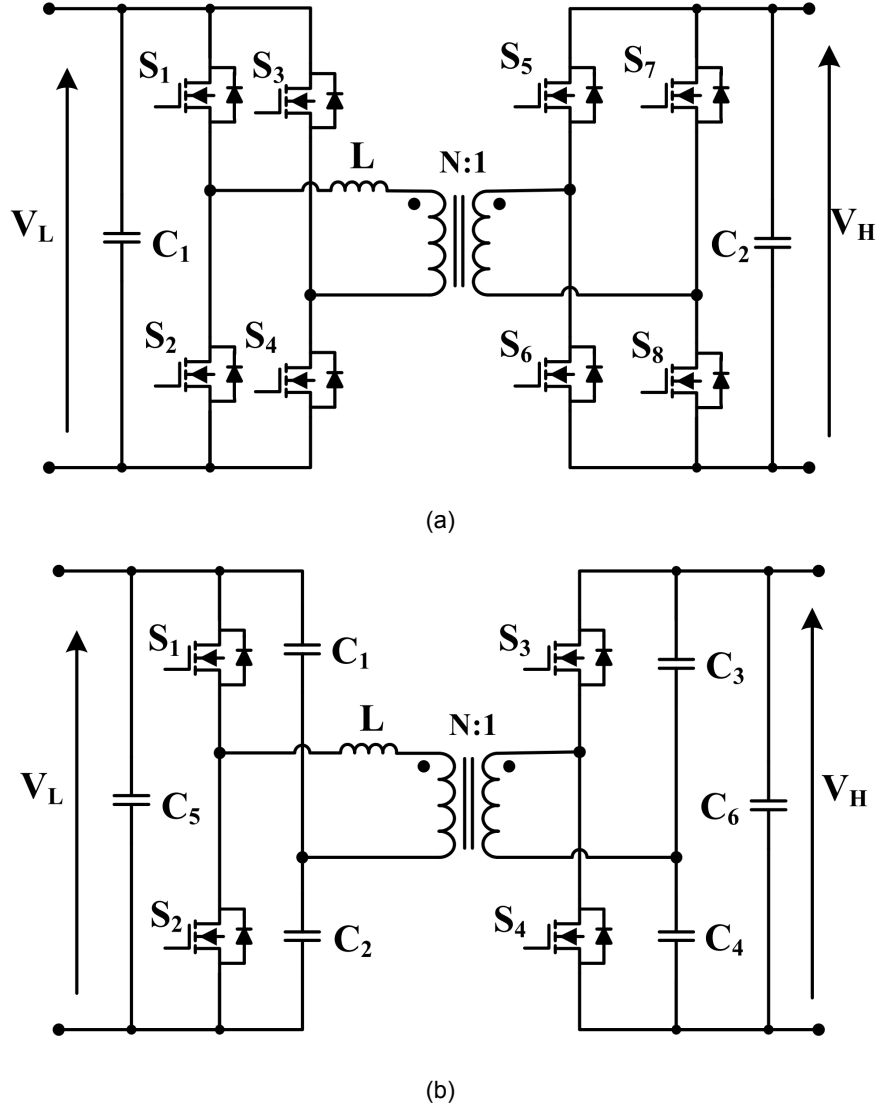 S1 S3 S5 S7
L N:1
VL C1 C2 VH
S2 S4 S6 S8
(a)
S1 C1 S3 C3
L N:1
VL C5 C6 VH
S2 C2 S4 C4
(b)